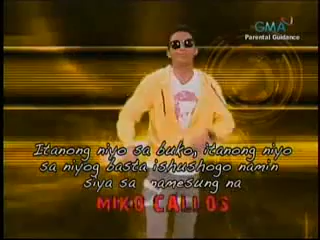 GMA
Parental Guidance
Itanong niyo sa buko, itanong niyo
sa niyog basta ishushogo namin
siya sa namesung na
MIKO CALLOS